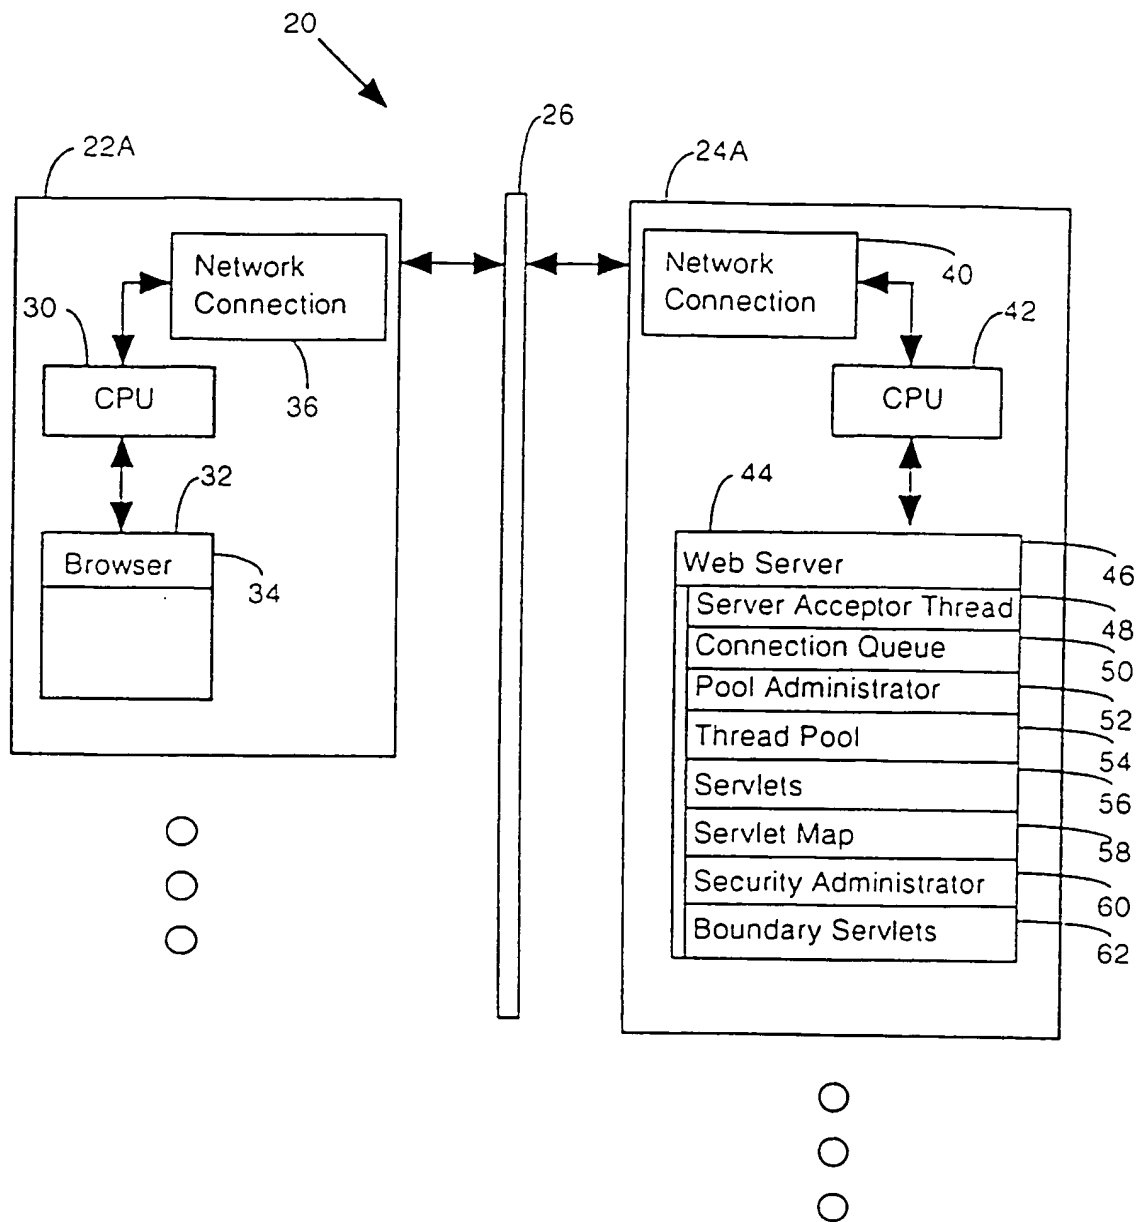 20
26
22A
24A
Network
Connection
Network
Connection
40
30
42
CPU
36
CPU
32
44
Browser
34
Web Server
46
Server Acceptor Thread
48
Connection Queue
50
Pool Administrator
52
Thread Pool
54
Servlets
56
Servlet Map
58
Security Administrator
60
Boundary Servlets
62